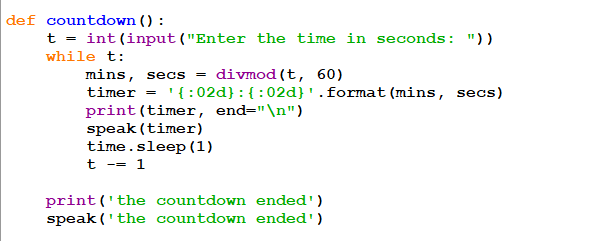 def countdown():
    t = int(input("Enter the time in seconds: "))
    while t:
        mins, secs = divmod(t, 60)
        timer = '{:02d}:{:02d}'.format(mins, secs)
        print(timer, end="\n")
        speak(timer)
        time.sleep(1)
        t -= 1

    print('the countdown ended')
    speak('the countdown ended')